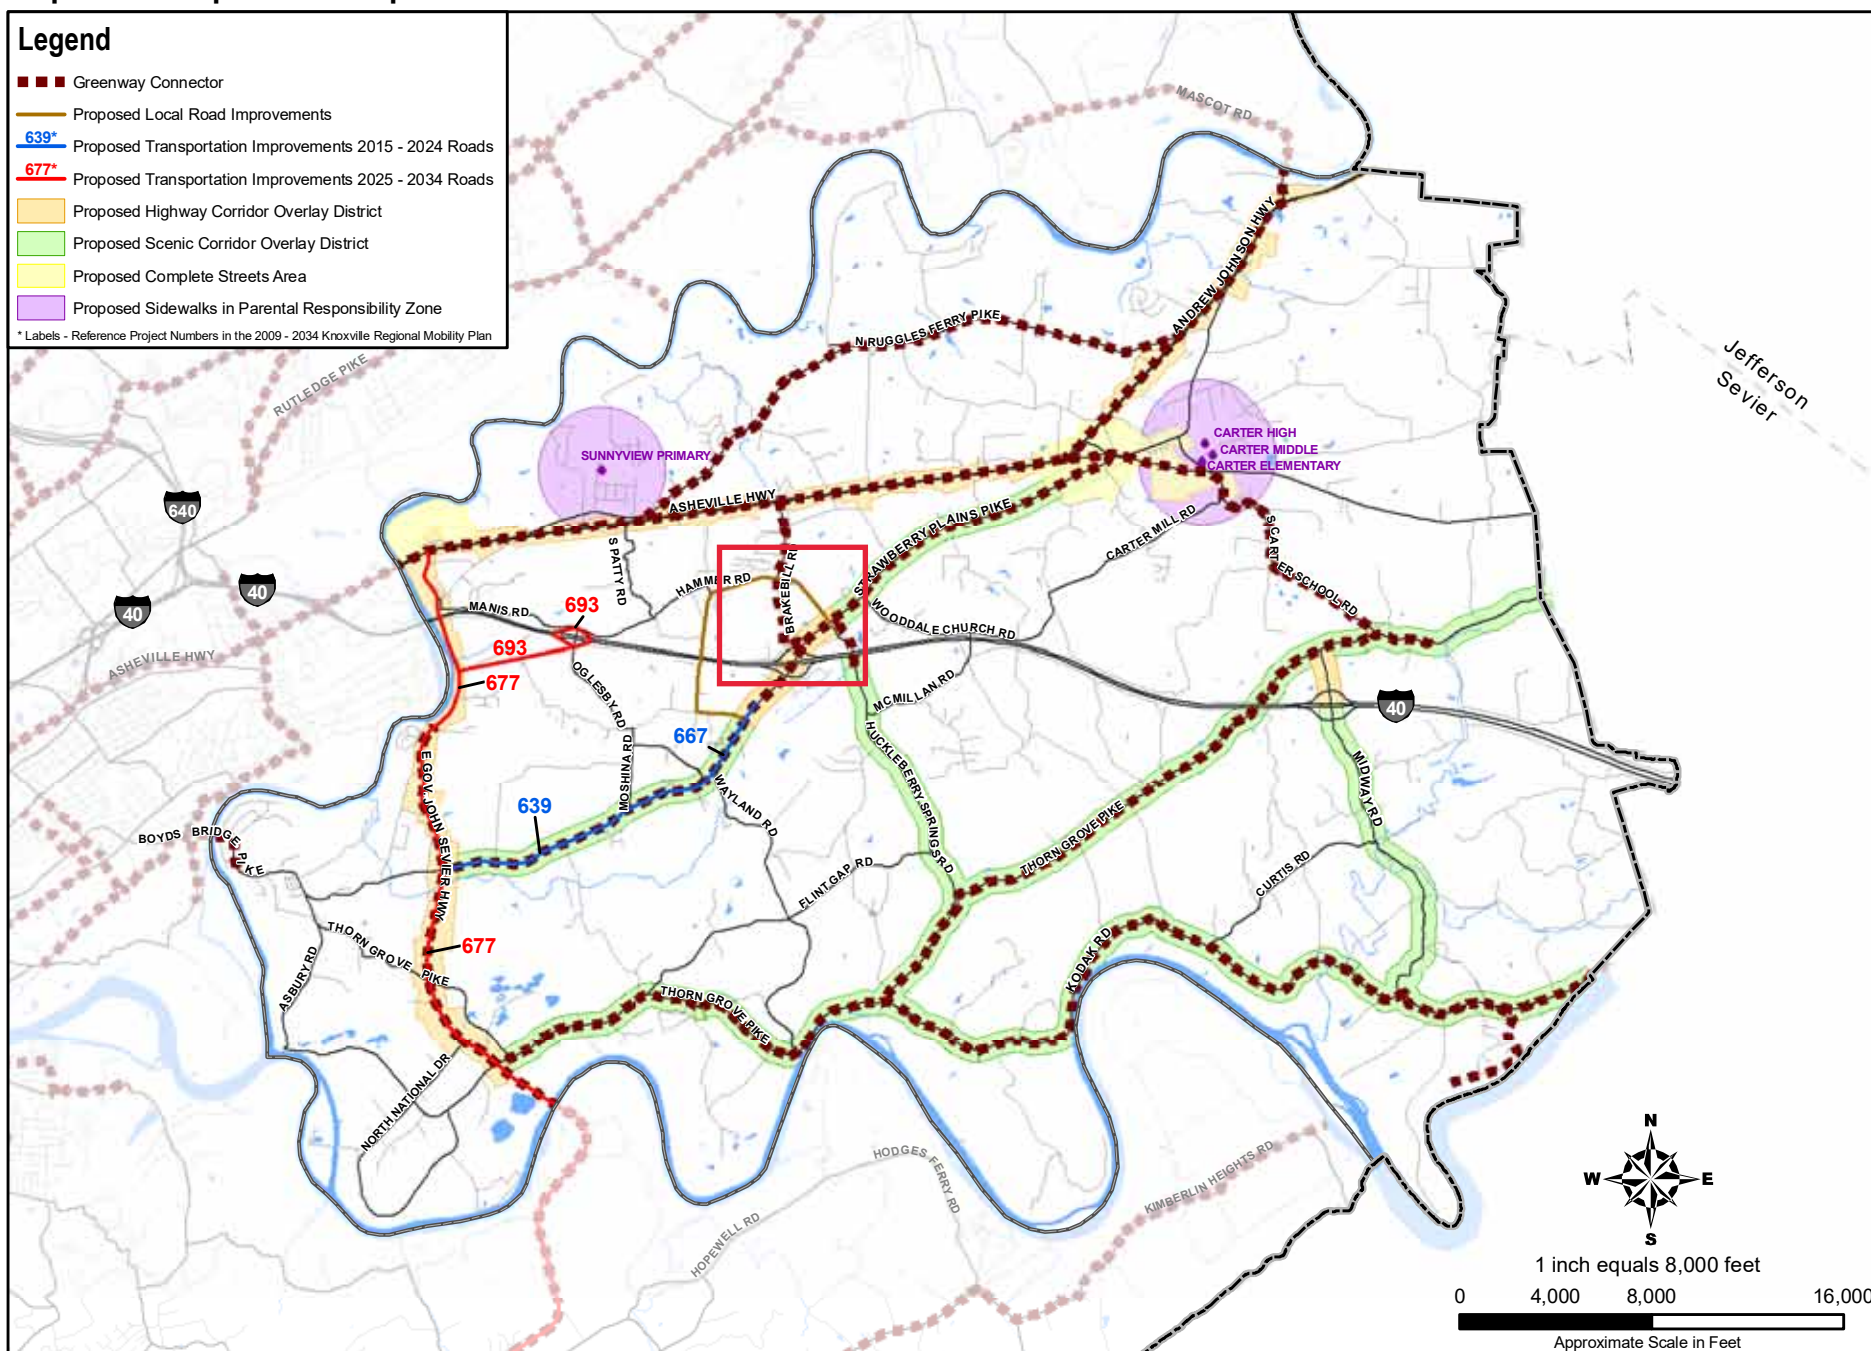 Legend
Greenway Connector
Proposed Local Road Improvements
639* Proposed Transportation Improvements 2015 - 2024 Roads
677* Proposed Transportation Improvements 2025 - 2034 Roads
Proposed Highway Corridor Overlay District
Proposed Scenic Corridor Overlay District
Proposed Complete Streets Area
Proposed Sidewalks in Parental Responsibility Zone
* Labels - Reference Project Numbers in the 2009 - 2034 Knoxville Regional Mobility Plan
MASCOT RD
ANDREW JOHNSON HWY
N RUGGLES FERRY PIKE
RUTLEDGE PIKE
Jefferson
Sevier
CARTER HIGH
CARTER MIDDLE
CARTER ELEMENTARY
SUNNYVIEW PRIMARY
640
ASHEVILLE HWY
STRAWBERRY PLAINS PIKE
CARTER MILL RD
S CARTER SCHOOL RD
S PATTY RD
BRAKEBILL RD
HAMMER RD
40
40
MANIS RD
693
WOODDALE CHURCH RD
693
ASHEVILLE HWY
677
OGLESBY RD
MCMILLAN RD
40
667
HUCKLEBERRY SPRINGS RD
MOSHINA RD
MIDWAY RD
E GOV JOHN SEVIER HWY
WAYLAND RD
639
THORN GROVE PIKE
BOYDS BRIDGE PIKE
FLINT GAP RD
CURTIS RD
THORN GROVE PIKE
677
KODAK RD
ASBURY RD
THORN GROVE PIKE
NORTH NATIONAL DR
HODGES FERRY RD
KIMBERLIN HEIGHTS RD
HOPEWELL RD
N
W
E
S
1 inch equals 8,000 feet
0 4,000 8,000 16,000
Approximate Scale in Feet